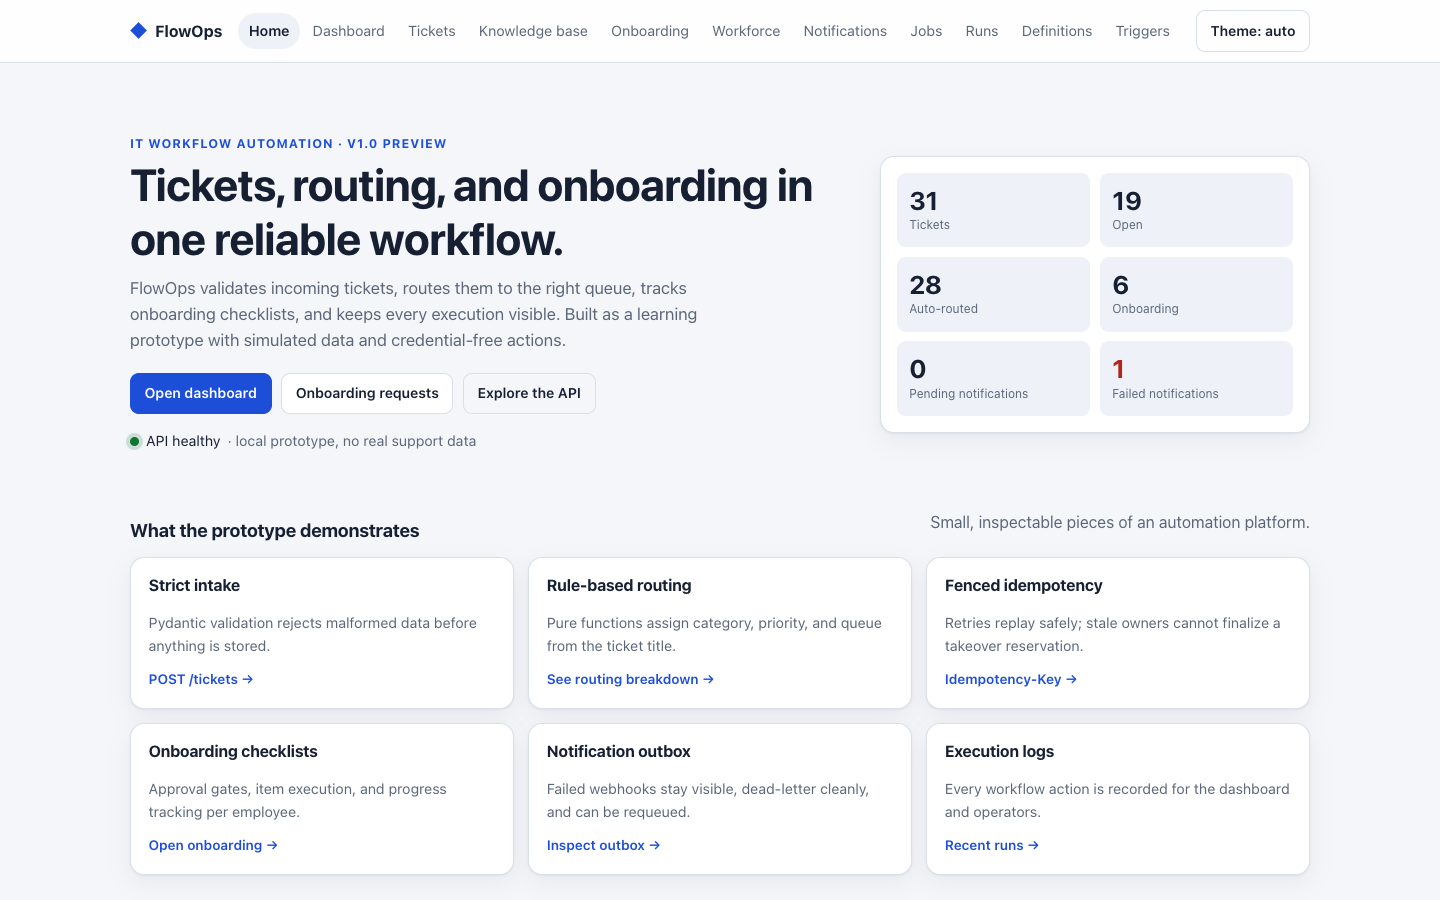 FlowOps
Home
Dashboard
Tickets
Knowledge base
Onboarding
Workforce
Notifications
Jobs
Runs
Definitions
Triggers
Theme: auto
IT WORKFLOW AUTOMATION · V1.0 PREVIEW
Tickets, routing, and onboarding in
one reliable workflow.
FlowOps validates incoming tickets, routes them to the right queue, tracks
onboarding checklists, and keeps every execution visible. Built as a learning
prototype with simulated data and credential-free actions.
Open dashboard
Onboarding requests
Explore the API
API healthy · local prototype, no real support data
31
Tickets
19
Open
28
Auto-routed
6
Onboarding
0
Pending notifications
1
Failed notifications
What the prototype demonstrates
Small, inspectable pieces of an automation platform.
Strict intake
Pydantic validation rejects malformed data before
anything is stored.
POST /tickets →
Rule-based routing
Pure functions assign category, priority, and queue
from the ticket title.
See routing breakdown →
Fenced idempotency
Retries replay safely; stale owners cannot finalize a
takeover reservation.
Idempotency-Key →
Onboarding checklists
Approval gates, item execution, and progress
tracking per employee.
Open onboarding →
Notification outbox
Failed webhooks stay visible, dead-letter cleanly,
and can be requeued.
Inspect outbox →
Execution logs
Every workflow action is recorded for the dashboard
and operators.
Recent runs →